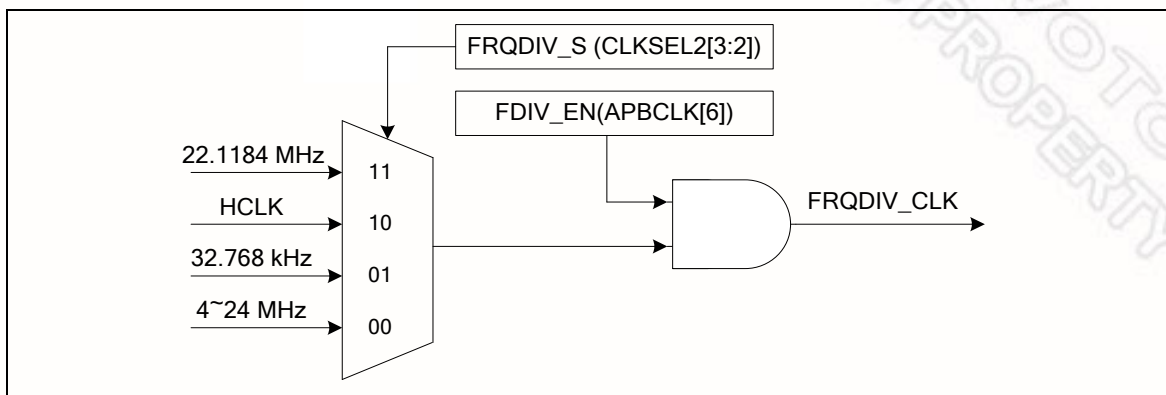 FRQDIV_S (CLKSEL2[3:2])
FDIV_EN(APBCLK[6])
22.1184 MHz
11
HCLK
10
FRQDIV_CLK
32.768 kHz
01
4~24 MHz
00
PROPERTY